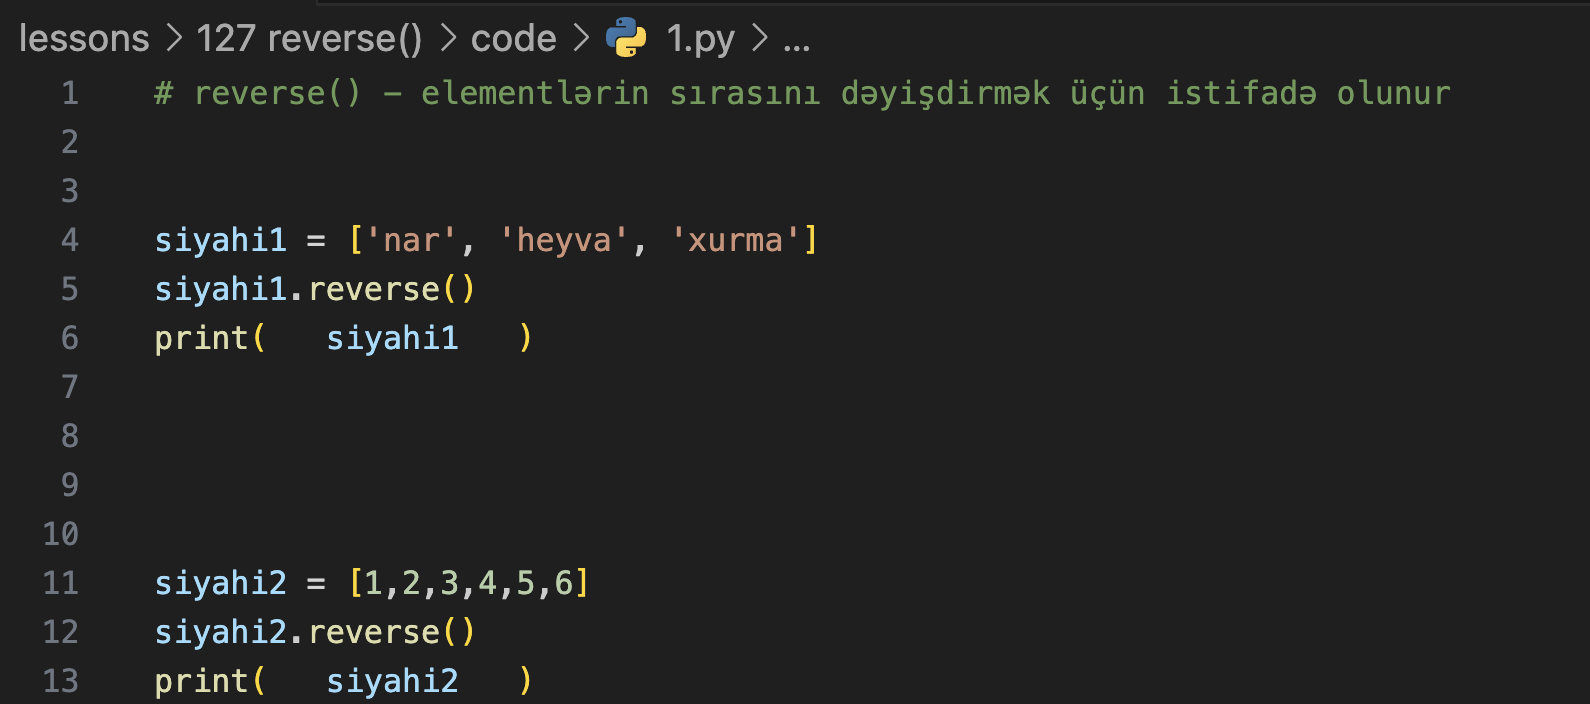 lessons > 127 reverse() > code > 1.py > ...
1 # reverse() – elementlərin sırasını dəyişdirmək üçün istifadə olunur
2
3
4 siyahi1 = ['nar', 'heyva', 'xurma']
5 siyahi1.reverse()
6 print(   siyahi1   )
7
8
9
10
11 siyahi2 = [1,2,3,4,5,6]
12 siyahi2.reverse()
13 print(   siyahi2   )